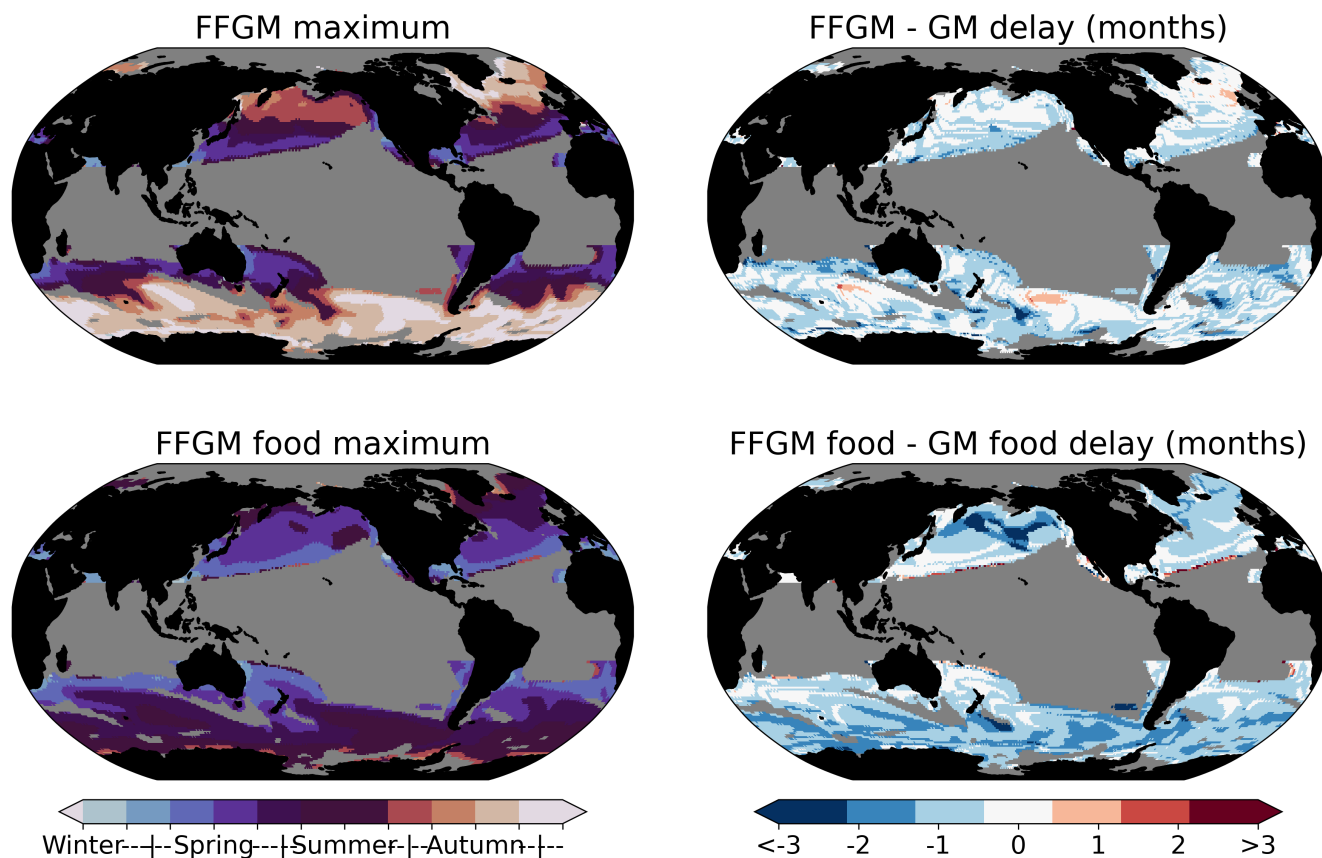 FFGM maximum
FFGM - GM delay (months)
FFGM food maximum
FFGM food - GM food delay (months)
Winter---|--Spring---|-Summer--|--Autumn--|---
<-3 -2 -1 0 1 2 >3